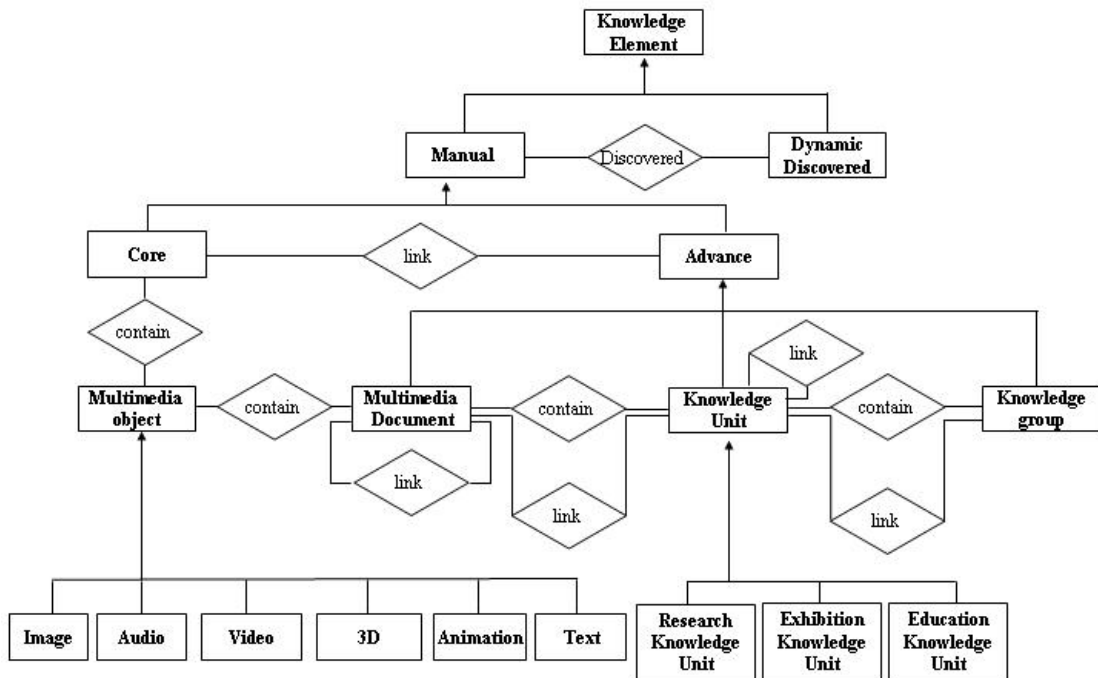 Knowledge
Element
Manual
Discovered
Dynamic
Discovered
Core
link
Advance
contain
link
Multimedia
object
contain
Multimedia
Document
contain
Knowledge
Unit
contain
Knowledge
group
link
link
link
Image
Audio
Video
3D
Animation
Text
Research
Knowledge
Unit
Exhibition
Knowledge
Unit
Education
Knowledge
Unit